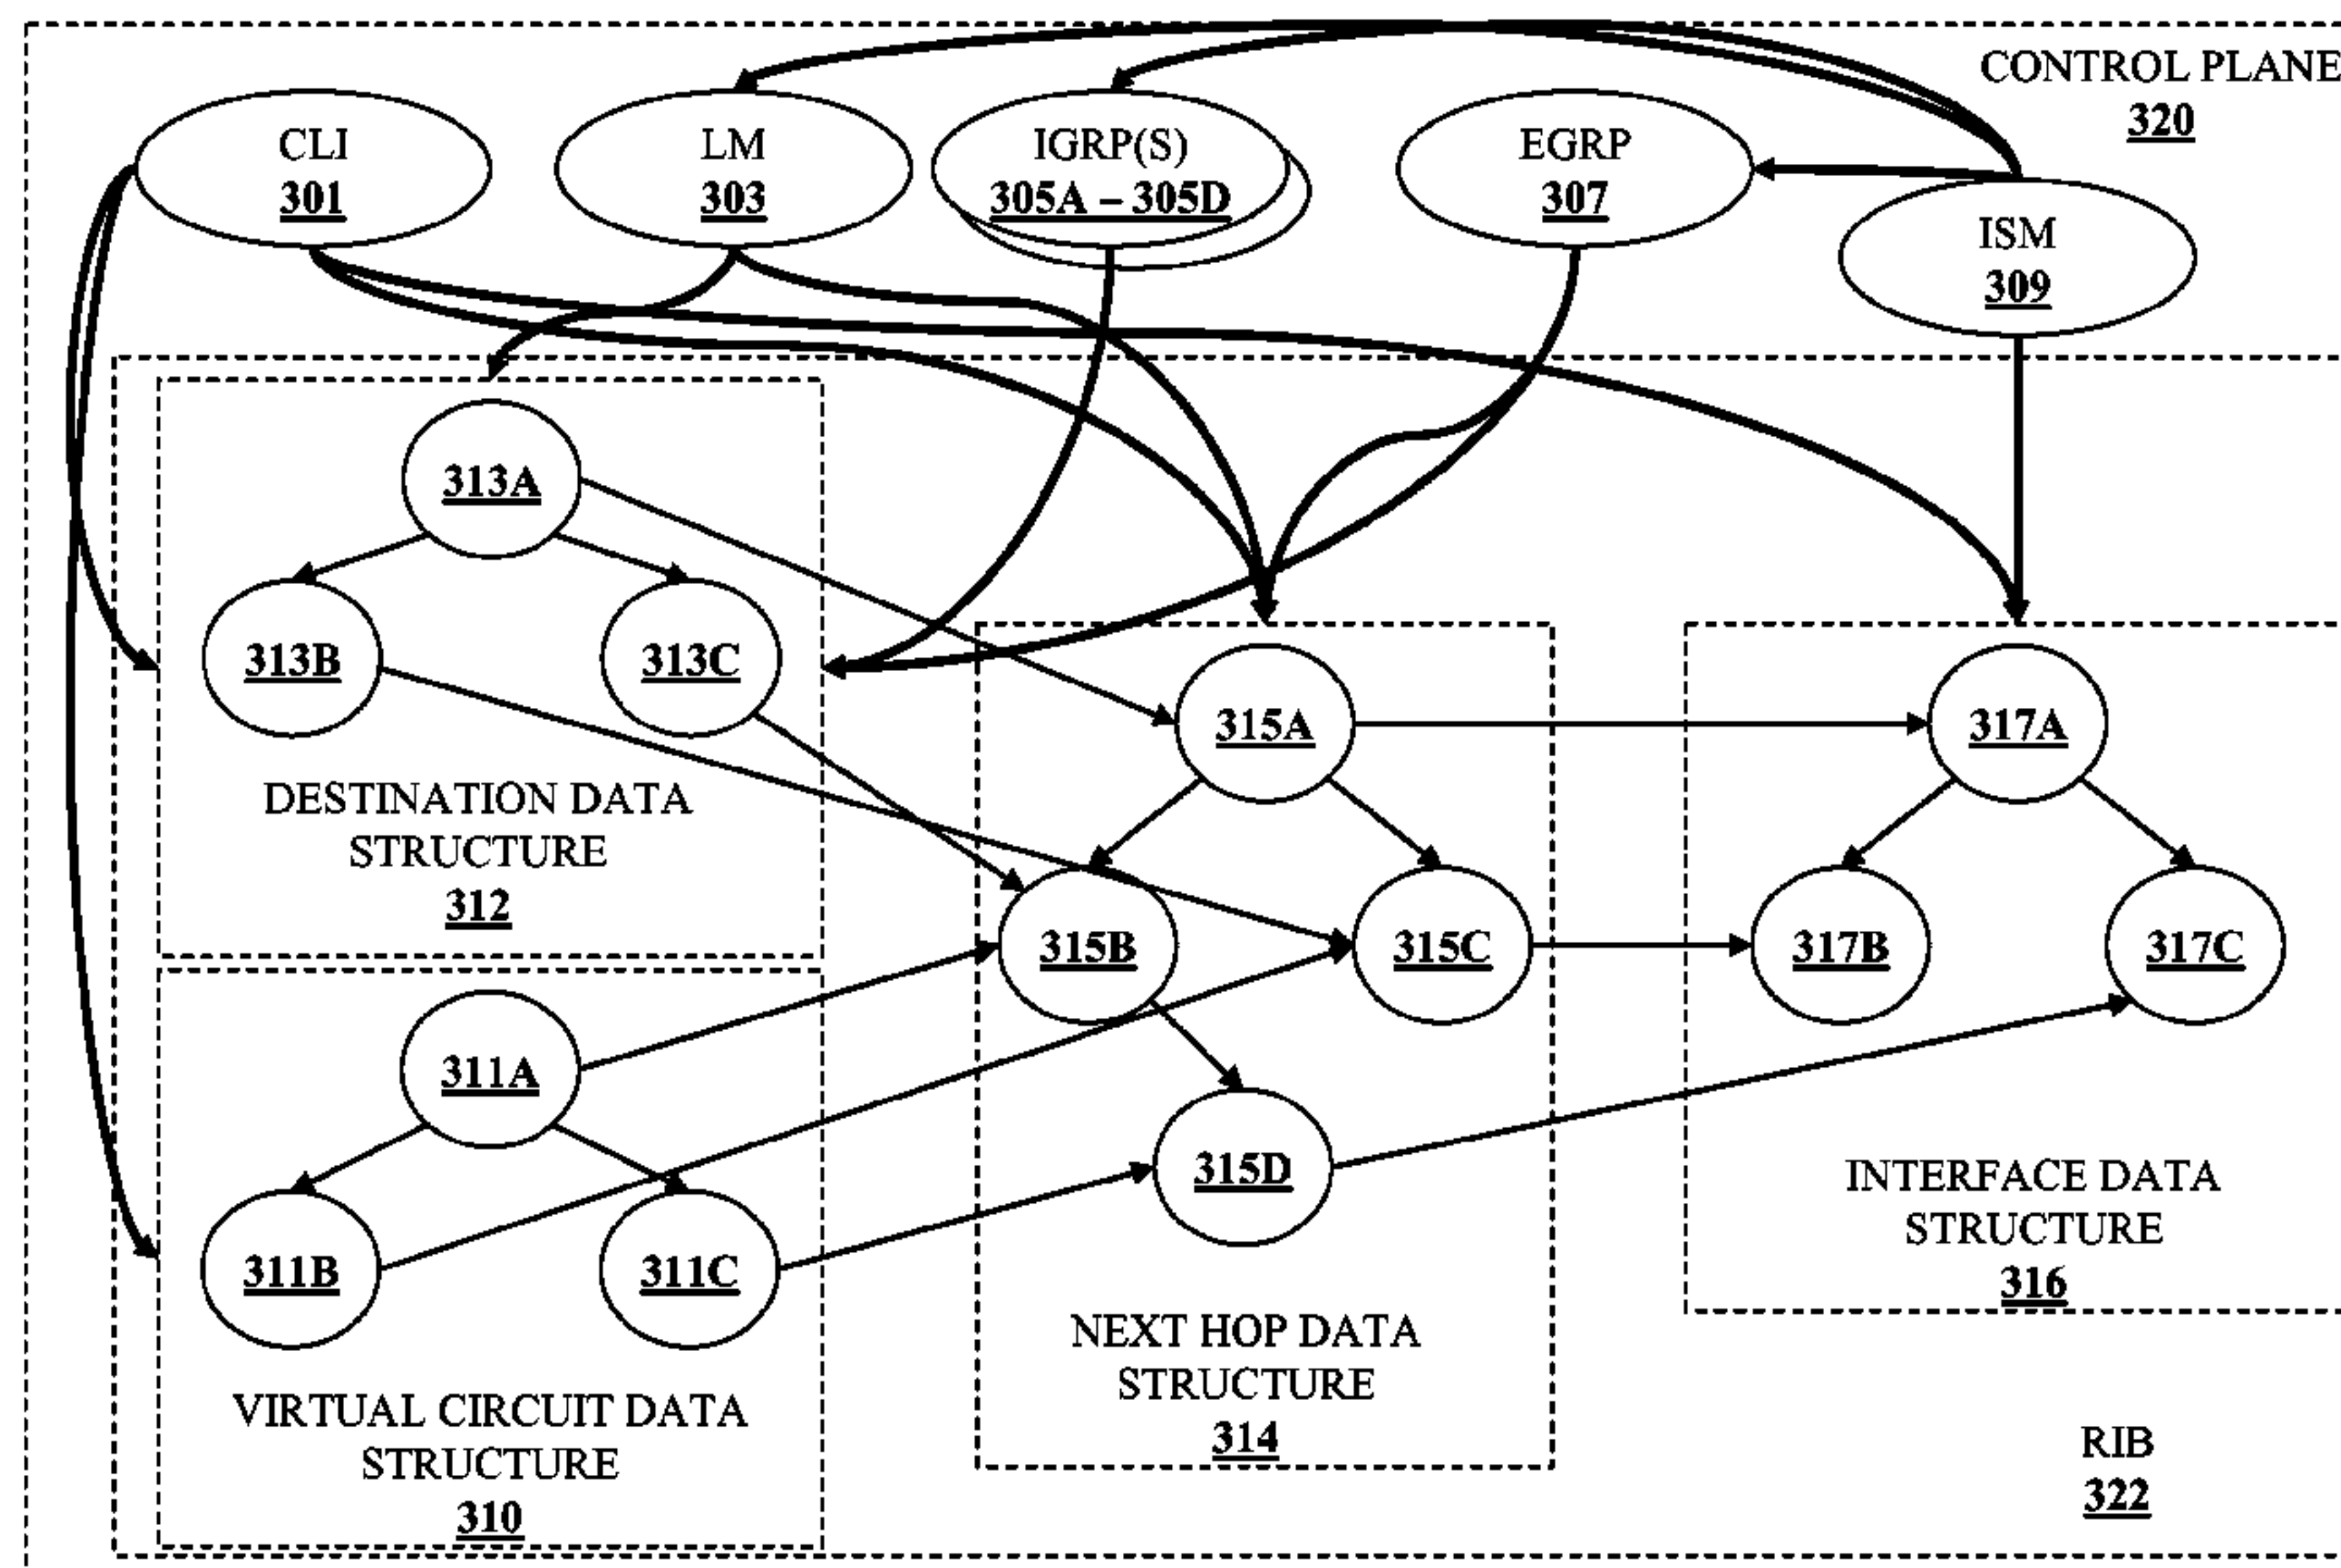 CONTROL PLANE
320
CLI
301
LM
303
IGRP(S)
305A – 305D
EGRP
307
ISM
309
313A
313B
313C
DESTINATION DATA
STRUCTURE
312
311A
311B
311C
VIRTUAL CIRCUIT DATA
STRUCTURE
310
315A
315B
315C
315D
NEXT HOP DATA
STRUCTURE
314
317A
317B
317C
INTERFACE DATA
STRUCTURE
316
RIB
322